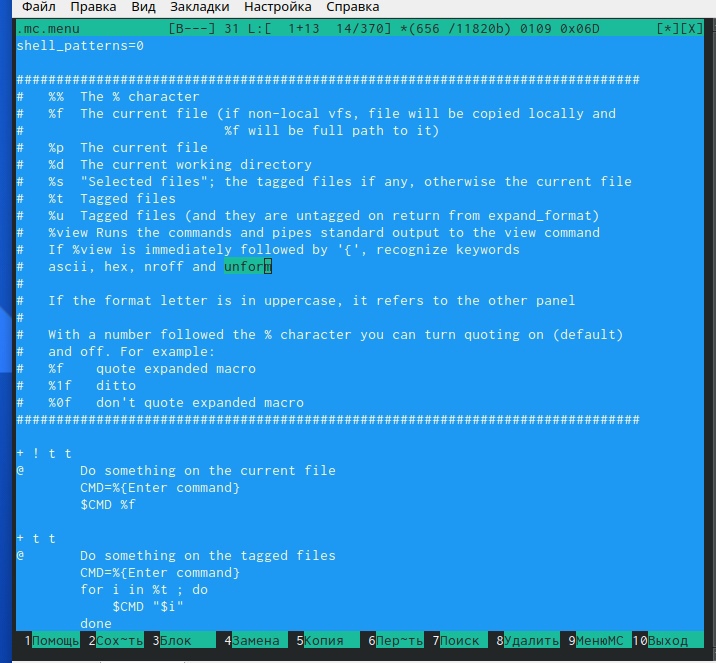 Файл Правка Вид Закладки Настройка Справка
.mc.menu [B---] 31 L:[ 1+13 14/370] *(656 /11820b) 0109 0x06D [*][X]
shell_patterns=0
##############################################################################
# %% The % character
# %f The current file (if non-local vfs, file will be copied locally and
# %f will be full path to it)
# %p The current file
# %d The current working directory
# %s "Selected files"; the tagged files if any, otherwise the current file
# %t Tagged files
# %u Tagged files (and they are untagged on return from expand_format)
# %view Runs the commands and pipes standard output to the view command
# If %view is immediately followed by '{', recognize keywords
# ascii, hex, nroff and unform
#
# If the format letter is in uppercase, it refers to the other panel
#
# With a number followed the % character you can turn quoting on (default)
# and off. For example:
# %f quote expanded macro
# %1f ditto
# %0f don't quote expanded macro
##############################################################################
+ ! t t
@ Do something on the current file
CMD=%{Enter command}
$CMD %f
+ t t
@ Do something on the tagged files
CMD=%{Enter command}
for i in %t ; do
$CMD "$i"
done
1Помощь 2Сох~ть 3Блок 4Замена 5Копия 6Пер~ть 7Поиск 8Удалить 9МенюMC 10Выход